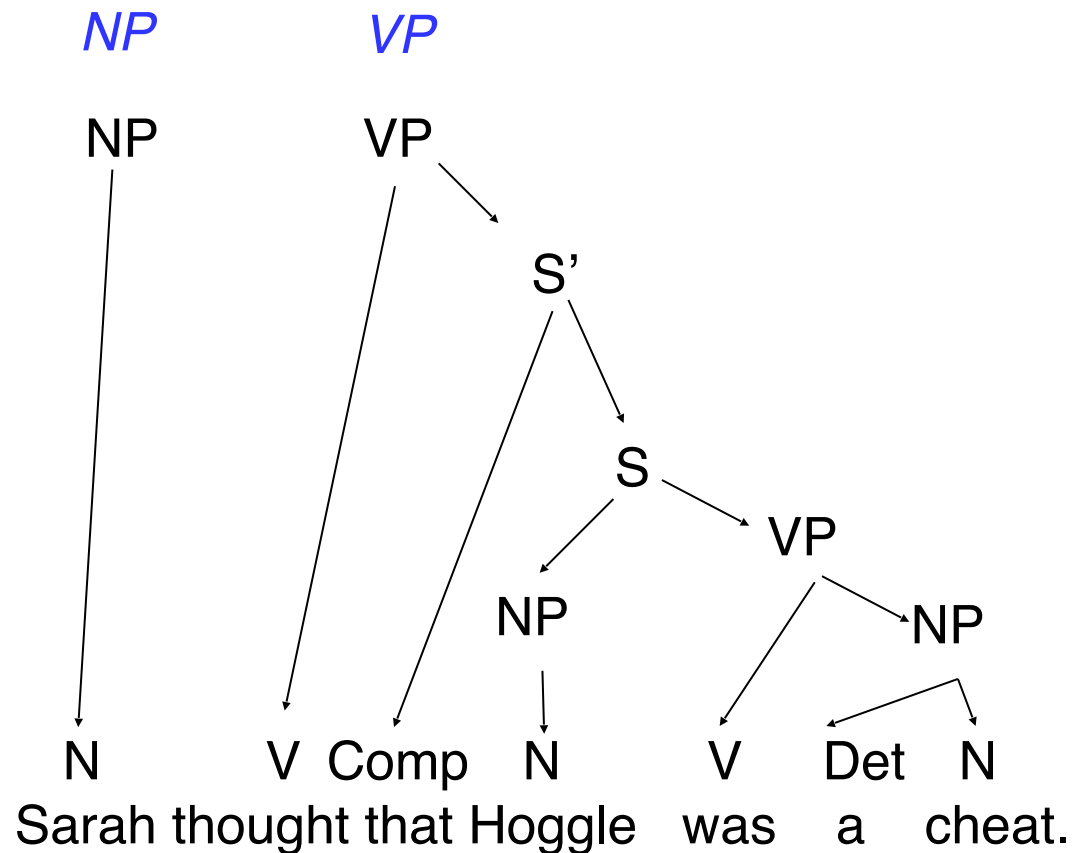 NP VP
NP VP
S’
S
VP
NP NP
N V Comp N V Det N
Sarah thought that Hoggle was a cheat.